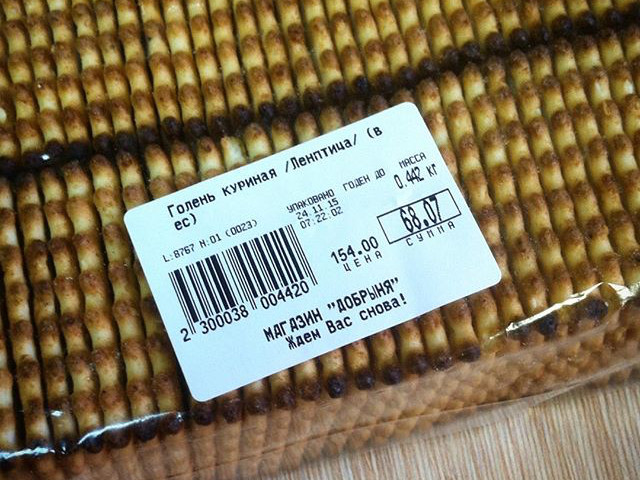 Голень куриная /Ленптица/ (в
ес)
L:8767 N:01 (0023)
УПАКОВАНО ГОДЕН ДО МАССА
24.11.15 0.442 кг
07:22:02
154.00 68.07
ЦЕНА СУММА
2 300038 004420
МАГАЗИН "ДОБРЫНЯ"
Ждем Вас снова!